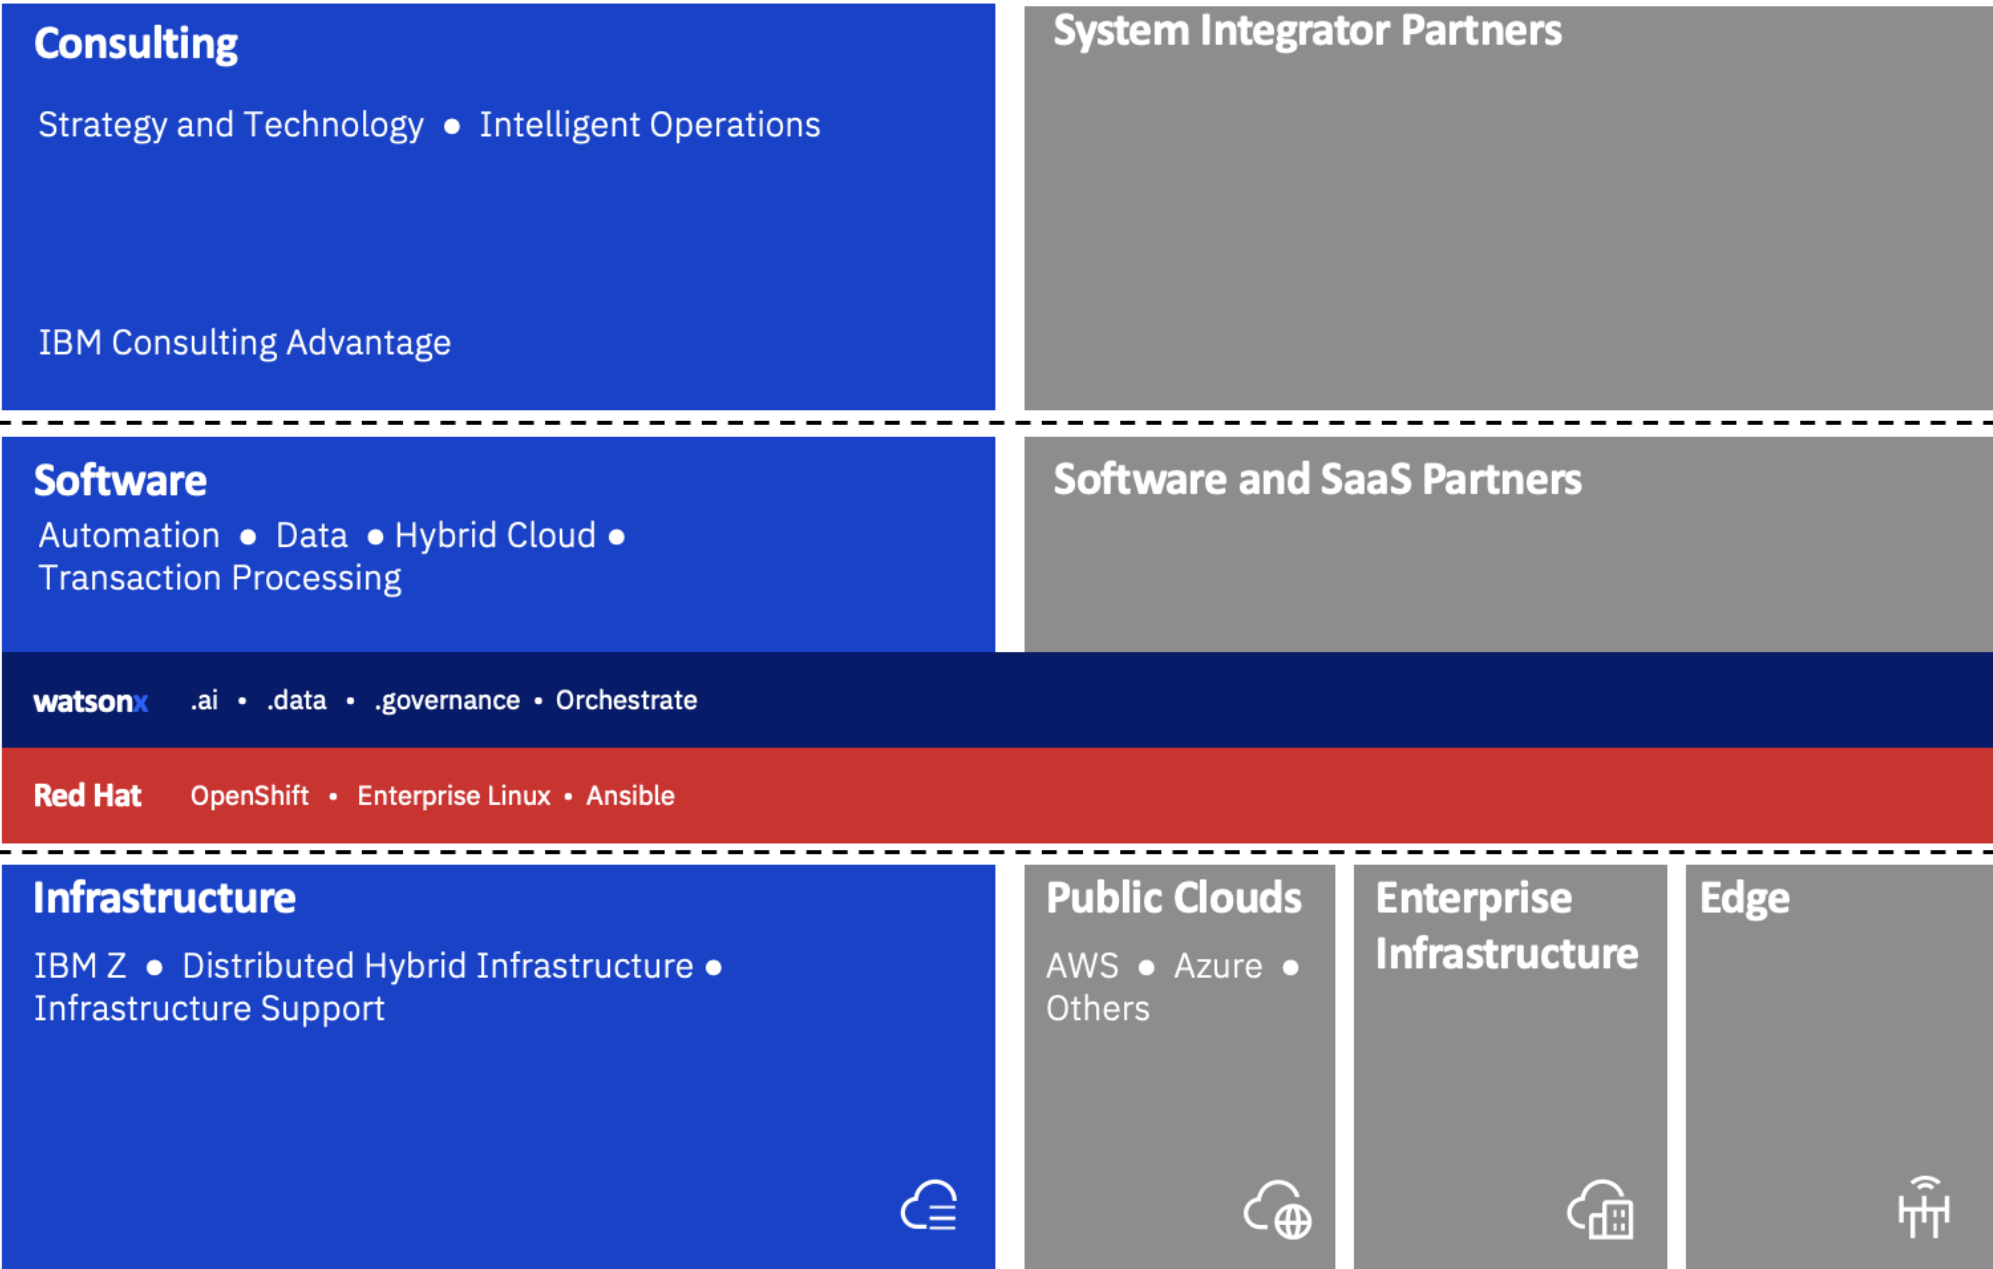 Consulting
Strategy and Technology ● Intelligent Operations
IBM Consulting Advantage
System Integrator Partners
Software
Automation ● Data ● Hybrid Cloud ●
Transaction Processing
Software and SaaS Partners
watsonx .ai • .data • .governance • Orchestrate
Red Hat OpenShift • Enterprise Linux • Ansible
Infrastructure
IBM Z ● Distributed Hybrid Infrastructure ●
Infrastructure Support
Public Clouds
AWS ● Azure ●
Others
Enterprise
Infrastructure
Edge